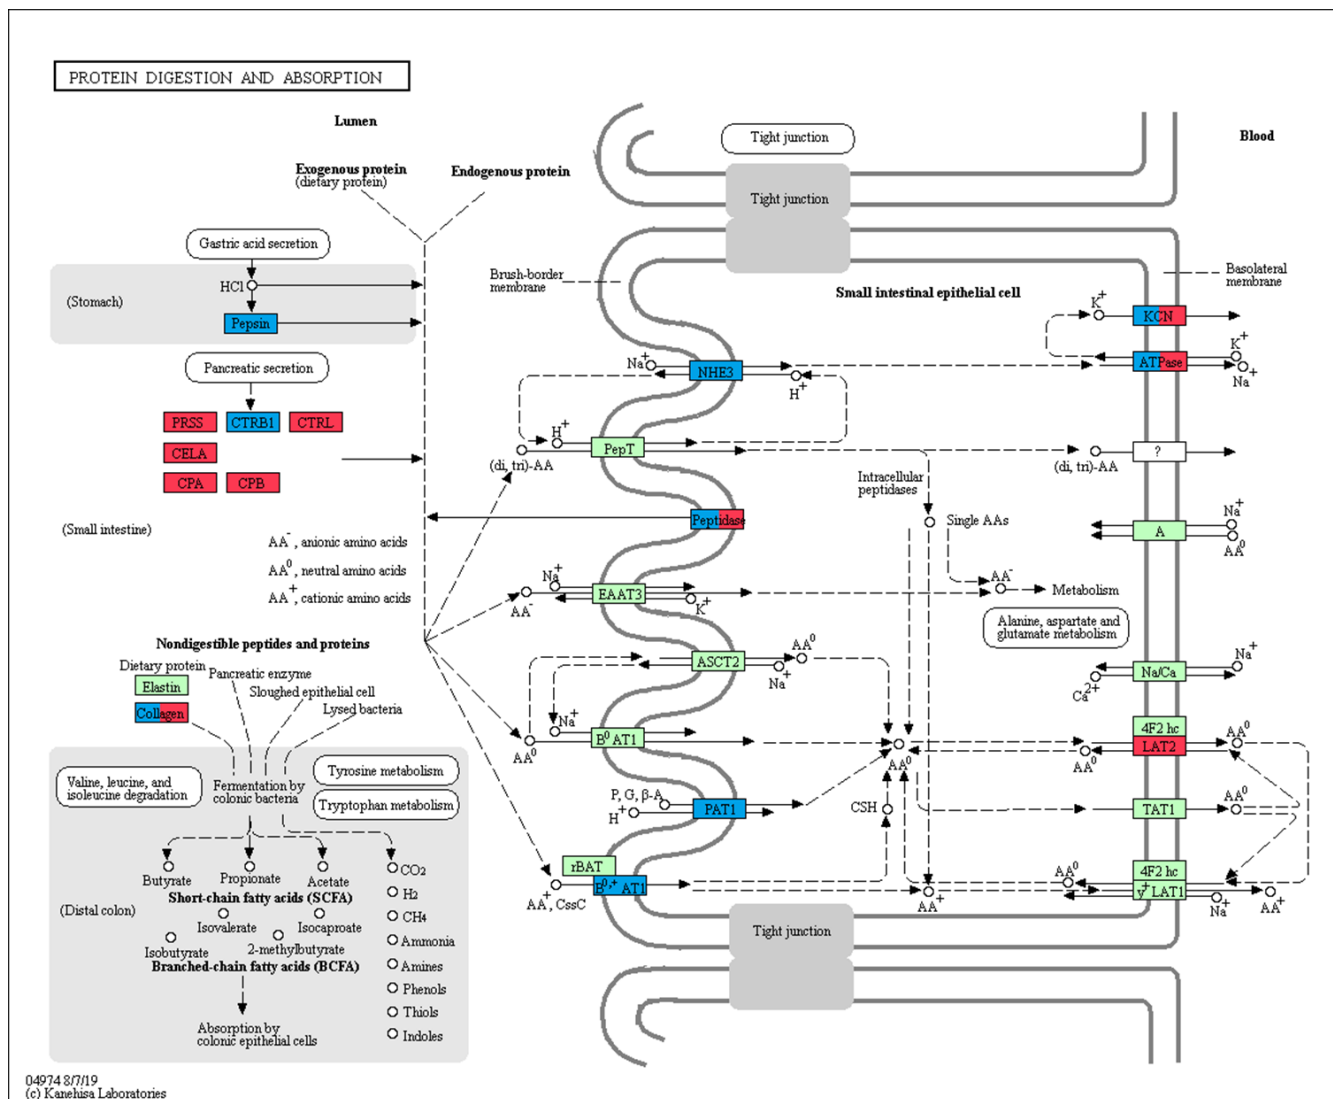 PROTEIN DIGESTION AND ABSORPTION
Lumen
Blood
Exogenous protein
(dietary protein)
Endogenous protein
Tight junction
Tight junction
Gastric acid secretion
(Stomach)
HCl
Pepsin
Pancreatic secretion
PRSS
CTRB1
CTRL
CELA
CPA
CPB
(Small intestine)
AA⁻, anionic amino acids
AA⁰, neutral amino acids
AA⁺, cationic amino acids
Brush-border
membrane
Small intestinal epithelial cell
Basolateral
membrane
K⁺
KCN
Na⁺
NHE3
H⁺
ATPase
K⁺
Na⁺
H⁺
PepT
(di, tri)-AA
Intracellular
peptidases
(di, tri)-AA
?
Peptidase
Single AAs
Na⁺
A
AA⁰
Na⁺
EAAT3
AA⁻
K⁺
AA⁻
Metabolism
Alanine, aspartate and
glutamate metabolism
ASCT2
AA⁰
Na⁺
Na⁺
Na/Ca
Ca²⁺
Na⁺
B⁰AT1
AA⁰
AA⁰
4F2 hc
LAT2
AA⁰
AA⁰
P, G, β-A
H⁺
PAT1
CSH
TAT1
AA⁰
rBAT
B⁰,⁺AT1
AA⁺, CssC
AA⁺
AA⁰
4F2 hc
y⁺LAT1
Na⁺
AA⁺
Tight junction
Nondigestible peptides and proteins
Dietary protein
Elastin
Collagen
Pancreatic enzyme
Sloughed epithelial cell
Lysed bacteria
Valine, leucine, and
isoleucine degradation
Fermentation by
colonic bacteria
Tyrosine metabolism
Tryptophan metabolism
Butyrate
Propionate
Acetate
Short-chain fatty acids (SCFA)
(Distal colon)
Isovalerate
Isocaproate
Isobutyrate
2-methylbutyrate
Branched-chain fatty acids (BCFA)
Absorption by
colonic epithelial cells
CO₂
H₂
CH₄
Ammonia
Amines
Phenols
Thiols
Indoles
04974 8/7/19
(c) Kanehisa Laboratories